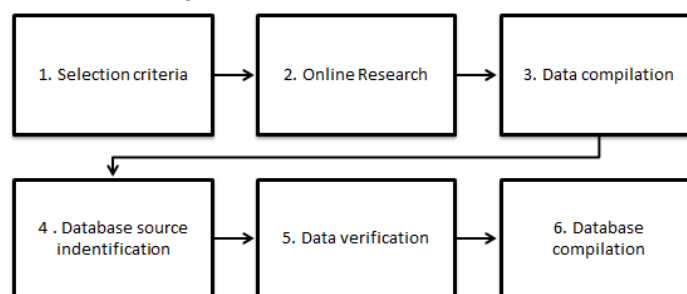 1. Selection criteria
2. Online Research
3. Data compilation
4 . Database source
indentification
5. Data verification
6. Database
compilation